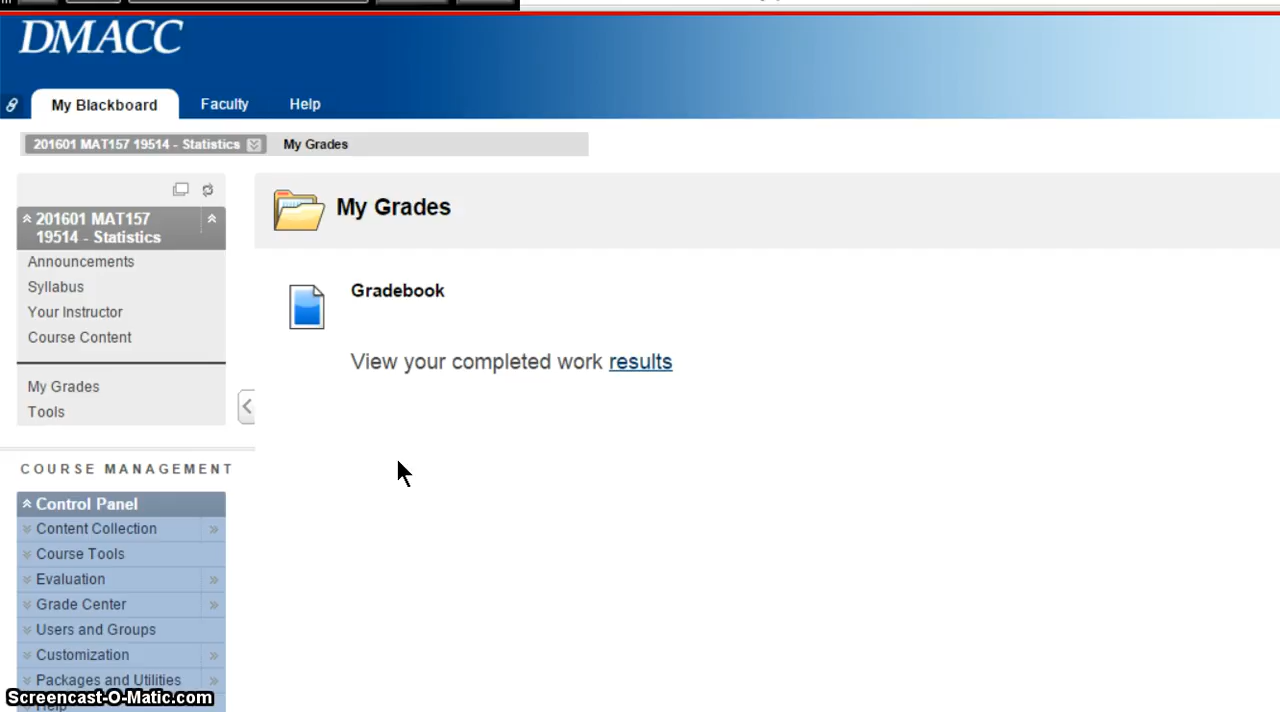 DMACC
My Blackboard
Faculty
Help
201601 MAT157 19514 - Statistics
My Grades
201601 MAT157
19514 - Statistics
Announcements
Syllabus
Your Instructor
Course Content
My Grades
Tools
My Grades
Gradebook
View your completed work results
COURSE MANAGEMENT
Control Panel
Content Collection
Course Tools
Evaluation
Grade Center
Users and Groups
Customization
Packages and Utilities
Help
Screencast-O-Matic.com